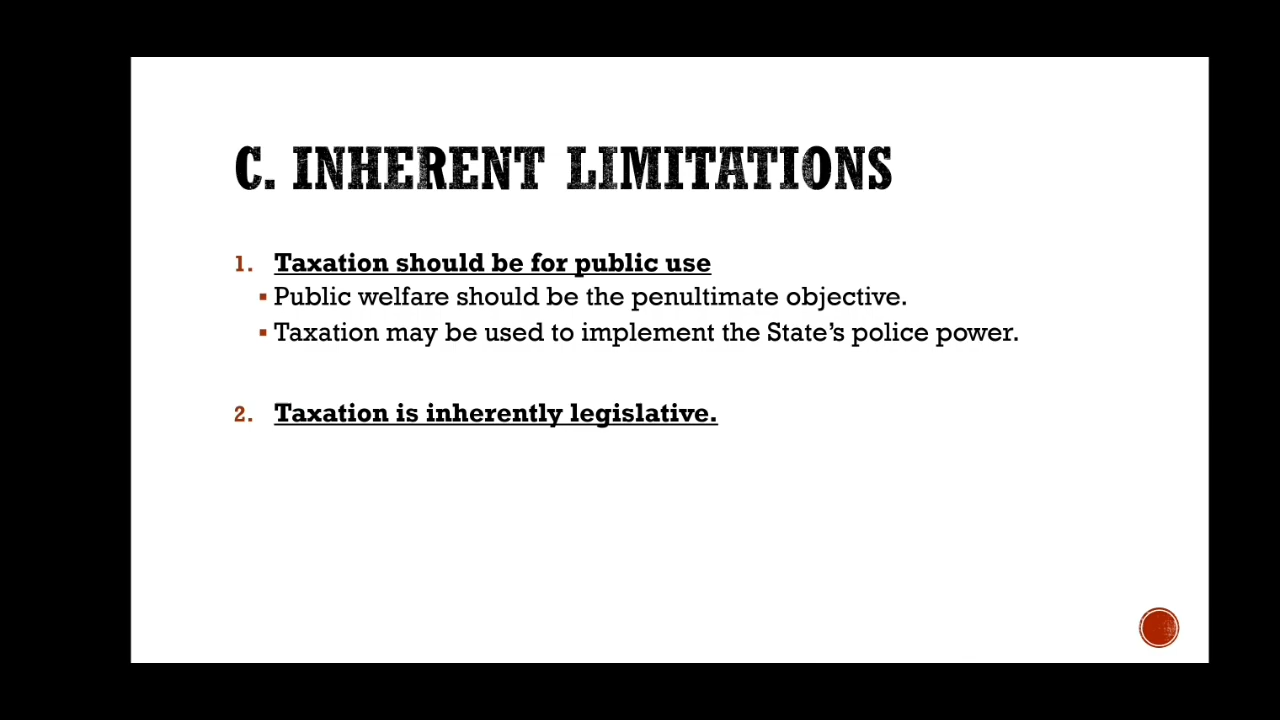 C. INHERENT LIMITATIONS
1. Taxation should be for public use
▪ Public welfare should be the penultimate objective.
▪ Taxation may be used to implement the State’s police power.
2. Taxation is inherently legislative.